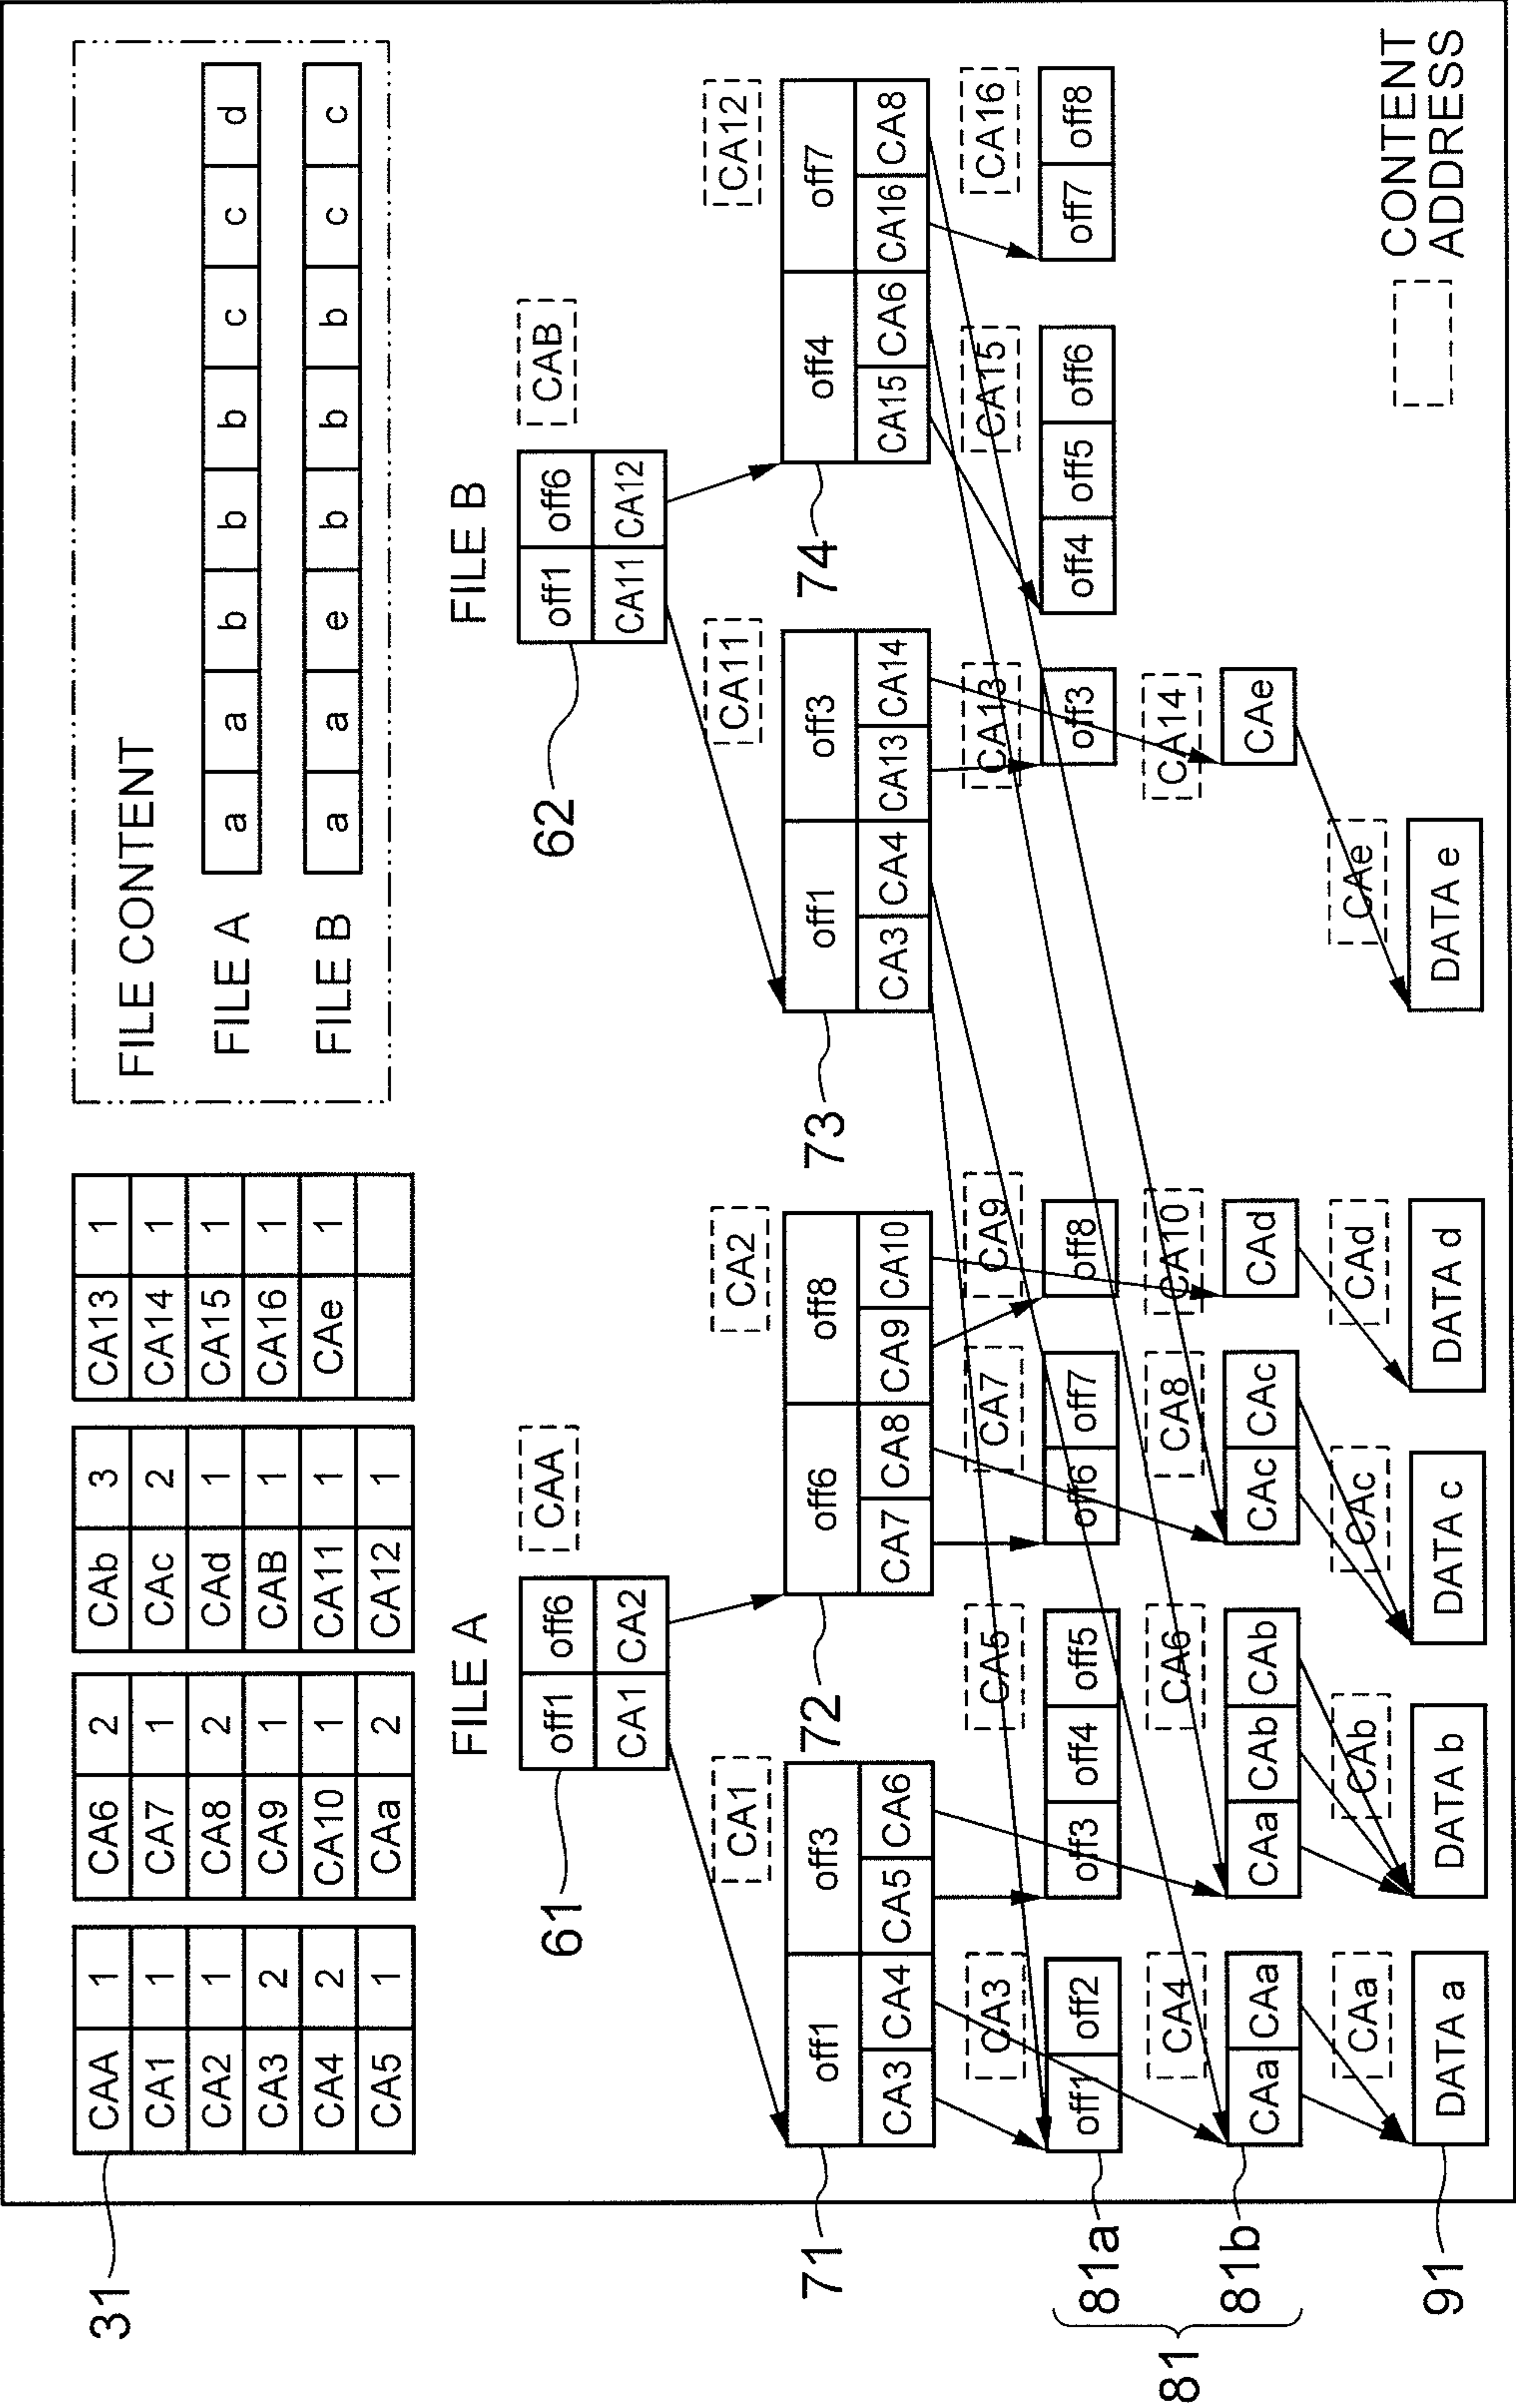 31
CAA 1
CA1 1
CA2 1
CA3 2
CA4 2
CA5 1
CA6 2
CA7 1
CA8 2
CA9 1
CA10 1
CAa 2
CAb 3
CAc 2
CAd 1
CAB 1
CA11 1
CA12 1
CA13 1
CA14 1
CA15 1
CA16 1
CAe 1
FILE CONTENT
FILE A a a b b b c c d
FILE B a a e b b b c c
FILE A
61
off1 off6
CA1 CA2
CAA
FILE B
62
off1 off6
CA11 CA12
CAB
71
CA1
off1 off3
CA3 CA4 CA5 CA6
72
CA2
off6 off8
CA7 CA8 CA9 CA10
73
CA11
off1 off3
CA3 CA4 CA13 CA14
74
CA12
off4 off7
CA15 CA6 CA16 CA8
CA3 CA5 CA7 CA9 CA13 CA15 CA16
81
81a
off1 off2
off3 off4 off5
off6 off7
off8
off3
off4 off5 off6
off7 off8
CA4 CA6 CA8 CA10 CA14
81b
CAa CAa
CAa CAb CAb
CAc CAc
CAd
CAe
CAa CAb CAc CAd CAe
91
DATA a
DATA b
DATA c
DATA d
DATA e
CONTENT
ADDRESS